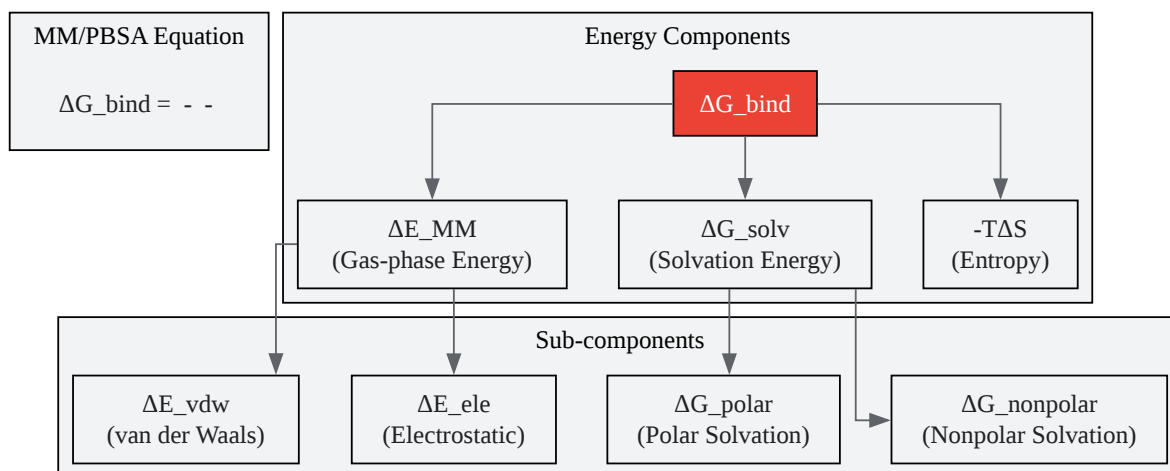 MM/PBSA Equation
ΔG_bind = - -
Energy Components
ΔG_bind
ΔE_MM
(Gas-phase Energy)
ΔG_solv
(Solvation Energy)
-TΔS
(Entropy)
Sub-components
ΔE_vdw
(van der Waals)
ΔE_ele
(Electrostatic)
ΔG_polar
(Polar Solvation)
ΔG_nonpolar
(Nonpolar Solvation)